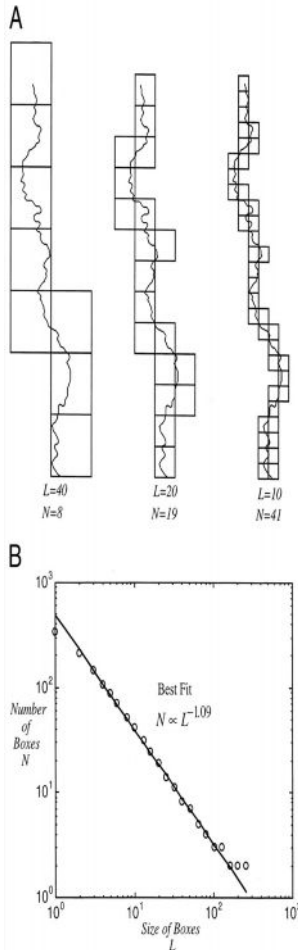 A
L=40
N=8
L=20
N=19
L=10
N=41
B
10³
10²
10¹
10⁰
Number
of
Boxes
N
Best Fit
N ∝ L⁻¹·⁰⁹
10⁰
10¹
10²
10³
Size of Boxes
L